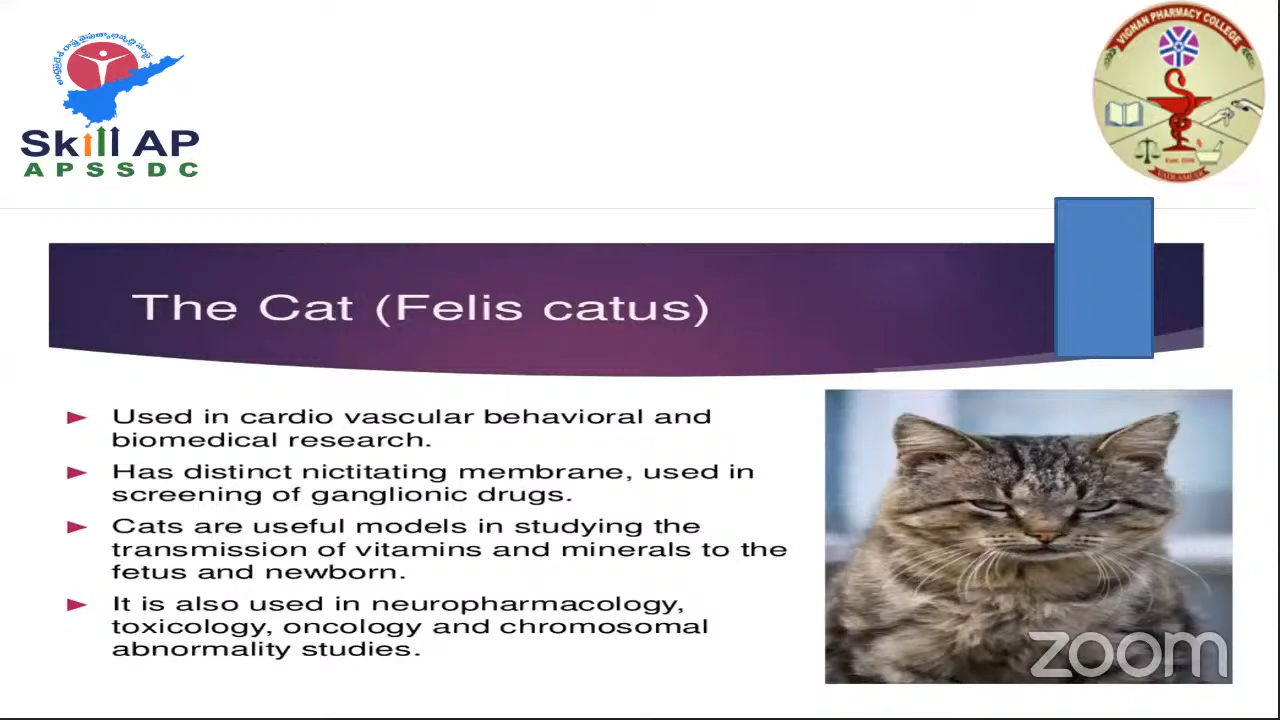 ఆంధ్రప్రదేశ్ రాష్ట్ర నైపుణ్యాభివృద్ధి సంస్థ
Skill AP
APSSDC
VIGNAN PHARMACY COLLEGE
VADLAMUDI
The Cat (Felis catus)
► Used in cardio vascular behavioral and
biomedical research.
► Has distinct nictitating membrane, used in
screening of ganglionic drugs.
► Cats are useful models in studying the
transmission of vitamins and minerals to the
fetus and newborn.
► It is also used in neuropharmacology,
toxicology, oncology and chromosomal
abnormality studies.
zoom